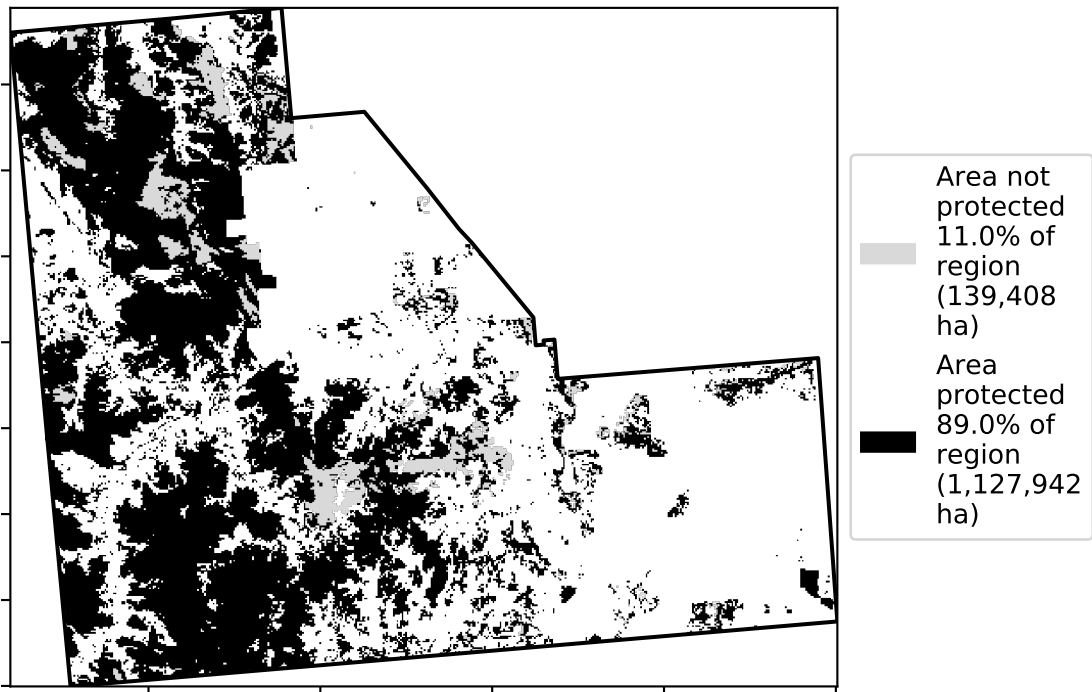 Area not
protected
11.0% of
region
(139,408
ha)
Area
protected
89.0% of
region
(1,127,942
ha)